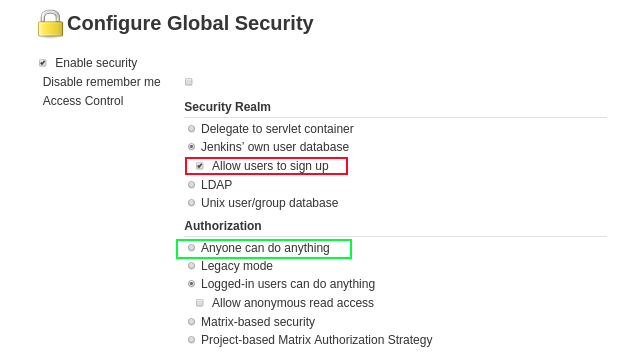 Configure Global Security
Enable security
Disable remember me
Access Control
Security Realm
Delegate to servlet container
Jenkins’ own user database
Allow users to sign up
LDAP
Unix user/group database
Authorization
Anyone can do anything
Legacy mode
Logged-in users can do anything
Allow anonymous read access
Matrix-based security
Project-based Matrix Authorization Strategy